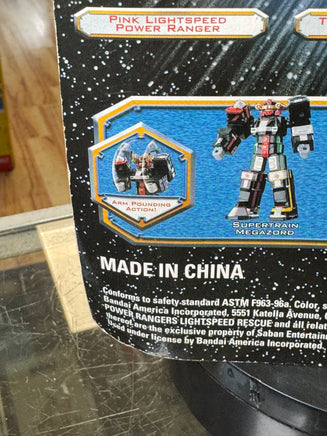 PINK LIGHTSPEED
POWER RANGER
T
ARM POUNDING
ACTION!
SUPERTRAIN
MEGAZORD
MADE IN CHINA
Conforms to safety standard ASTM F963-96a. Color, s
Bandai America Incorporated, 5551 Katella Avenue, C
POWER RANGERS LIGHTSPEED RESCUE and all relate
thereof are the exclusive property of Saban Entertain
Used under license by Bandai America Incorporated.